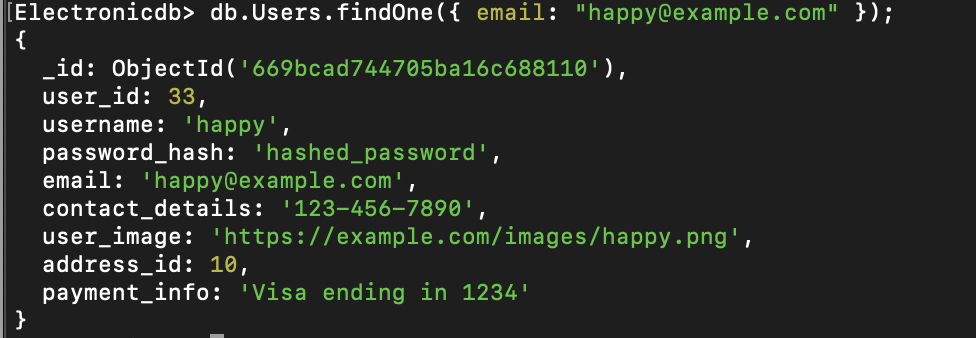 [Electronicdb> db.Users.findOne({ email: "happy@example.com" });
{
  _id: ObjectId('669bcad744705ba16c688110'),
  user_id: 33,
  username: 'happy',
  password_hash: 'hashed_password',
  email: 'happy@example.com',
  contact_details: '123-456-7890',
  user_image: 'https://example.com/images/happy.png',
  address_id: 10,
  payment_info: 'Visa ending in 1234'
}